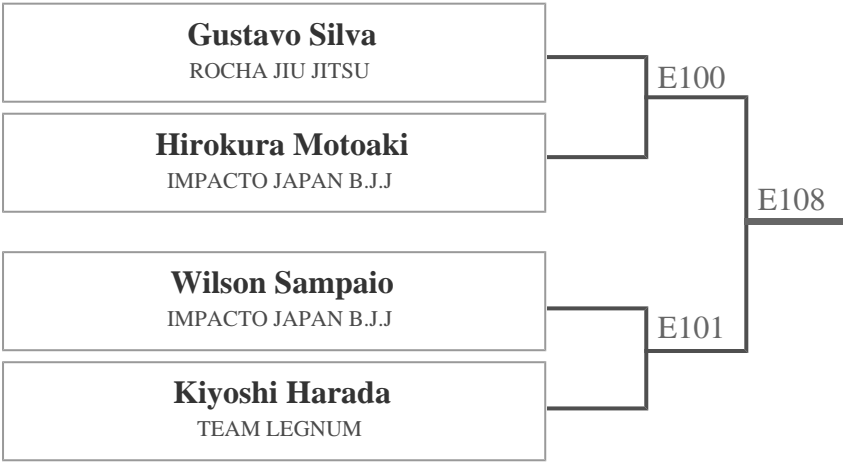 Gustavo Silva
ROCHA JIU JITSU
E100
Hirokura Motoaki
IMPACTO JAPAN B.J.J
E108
Wilson Sampaio
IMPACTO JAPAN B.J.J
E101
Kiyoshi Harada
TEAM LEGNUM